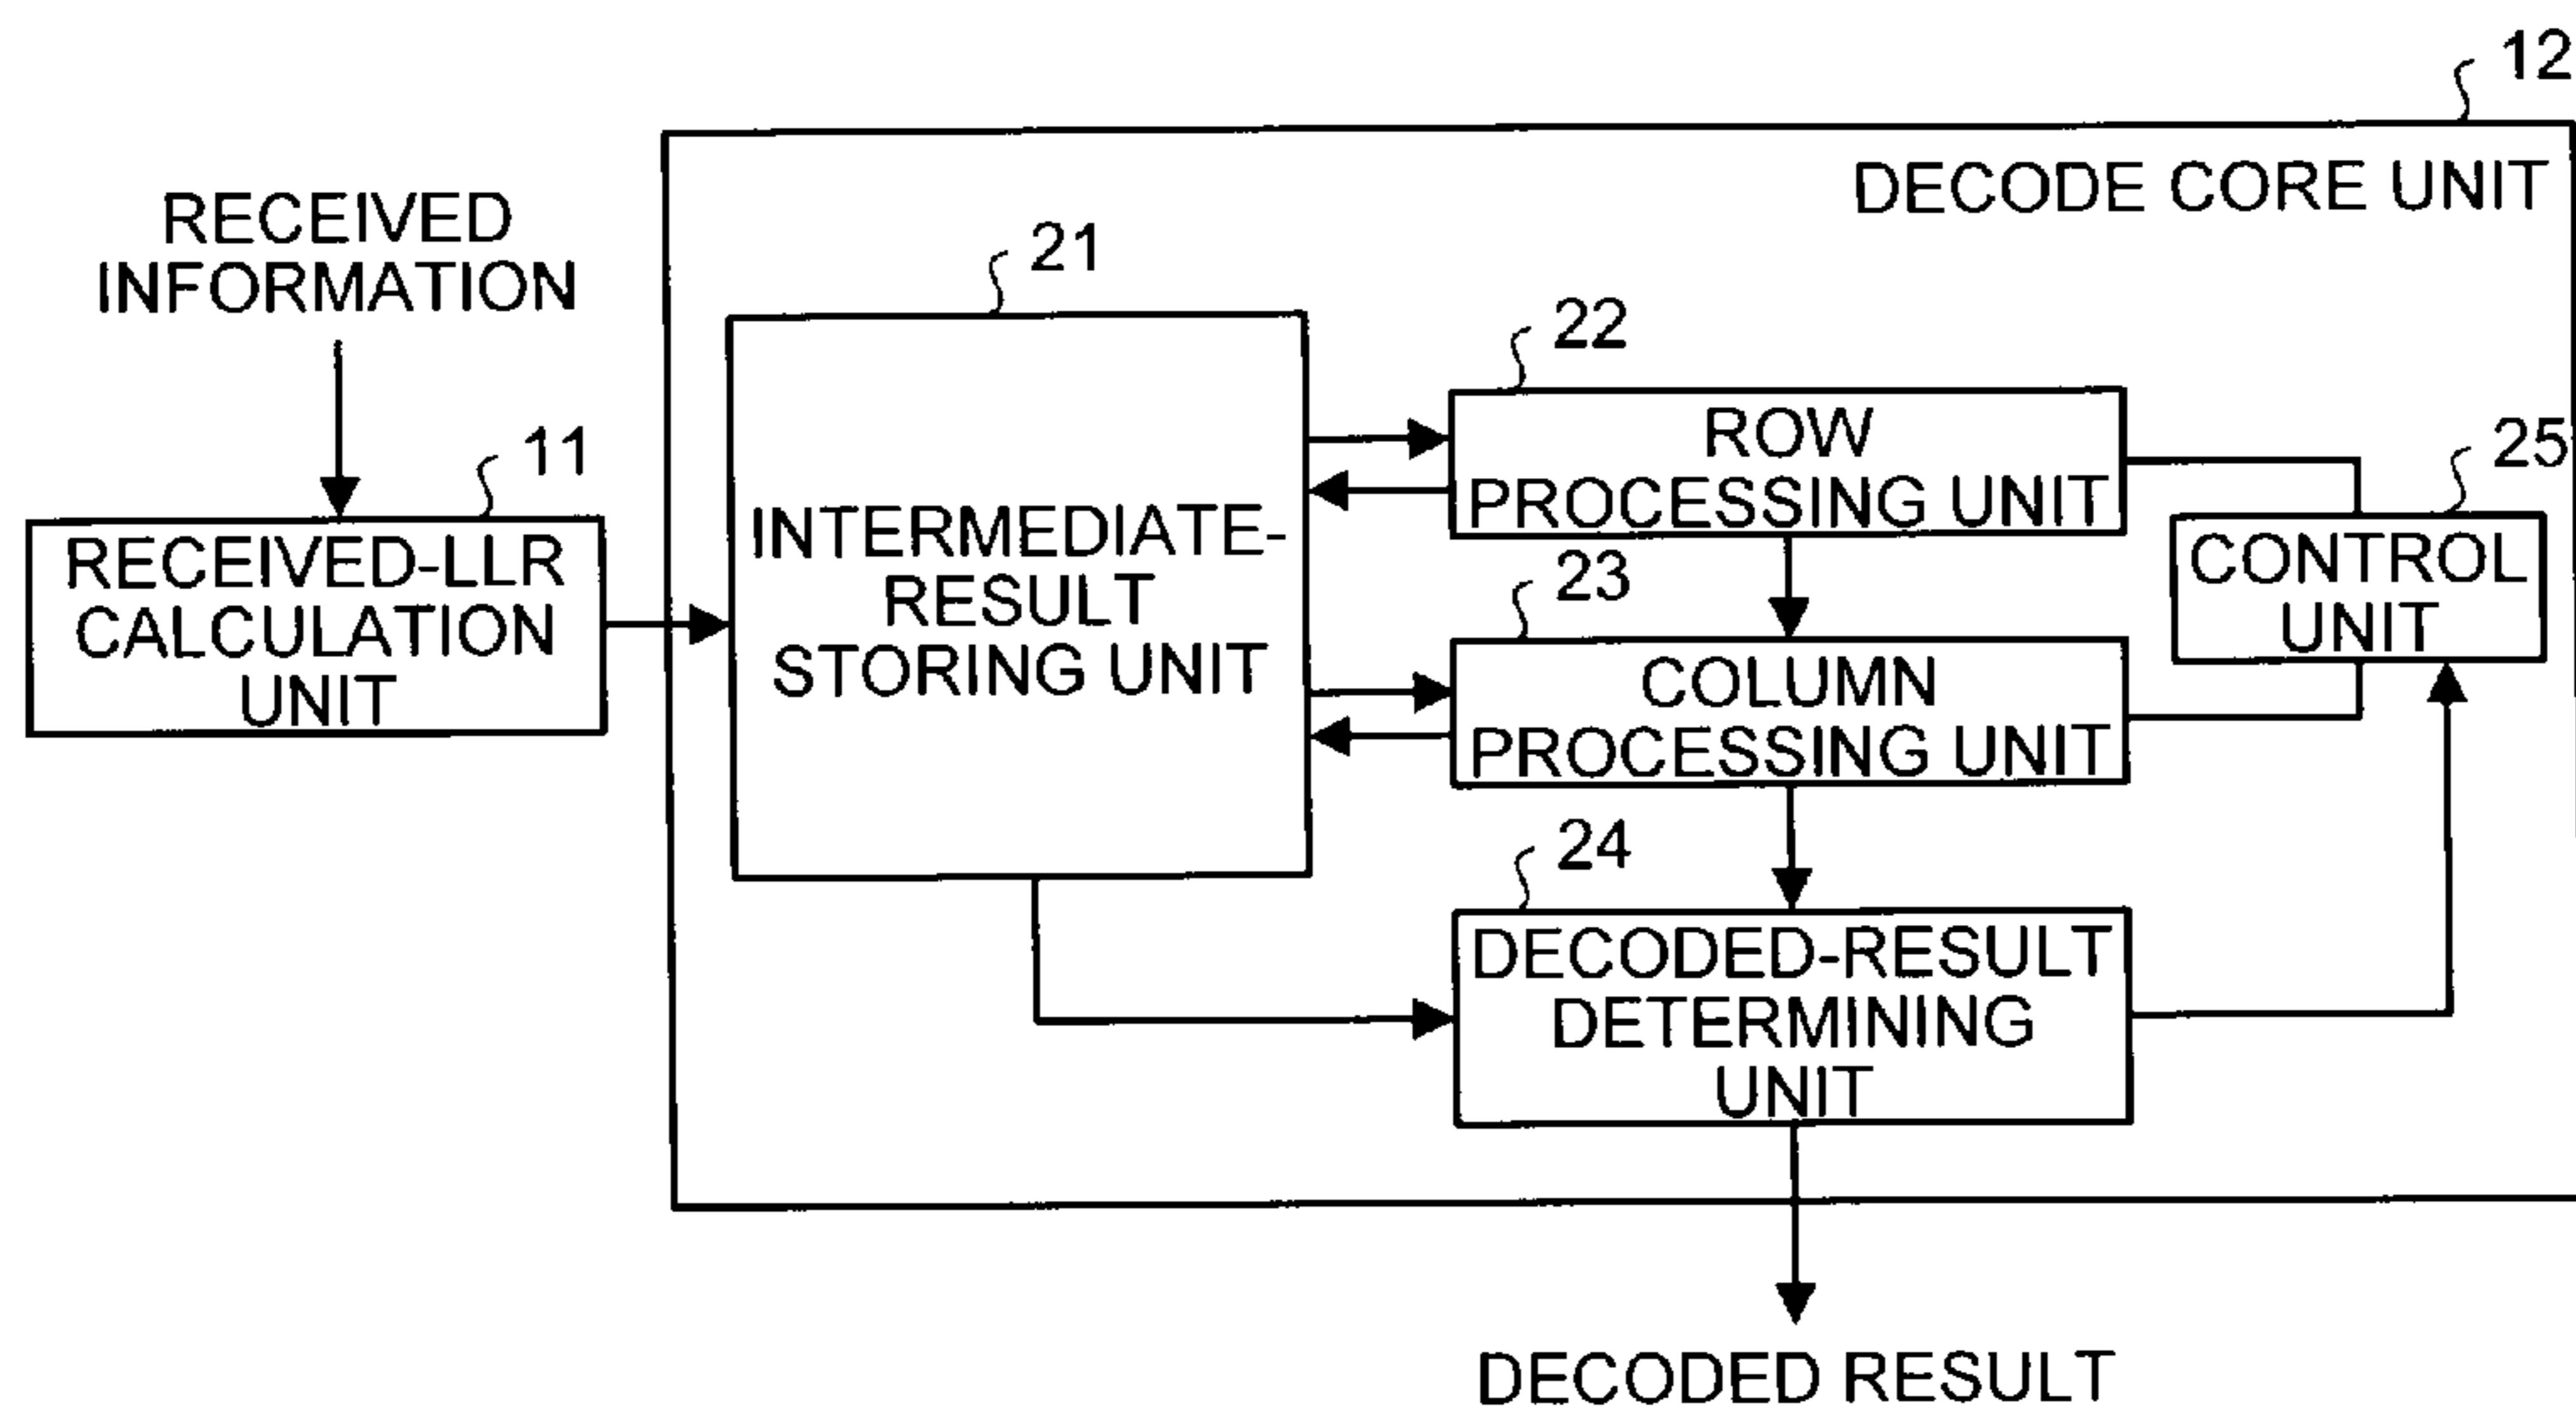 12
DECODE CORE UNIT
RECEIVED
INFORMATION
21
22
11
ROW
PROCESSING UNIT
25
RECEIVED-LLR
CALCULATION
UNIT
INTERMEDIATE-
RESULT
STORING UNIT
CONTROL
UNIT
23
COLUMN
PROCESSING UNIT
24
DECODED-RESULT
DETERMINING
UNIT
DECODED RESULT